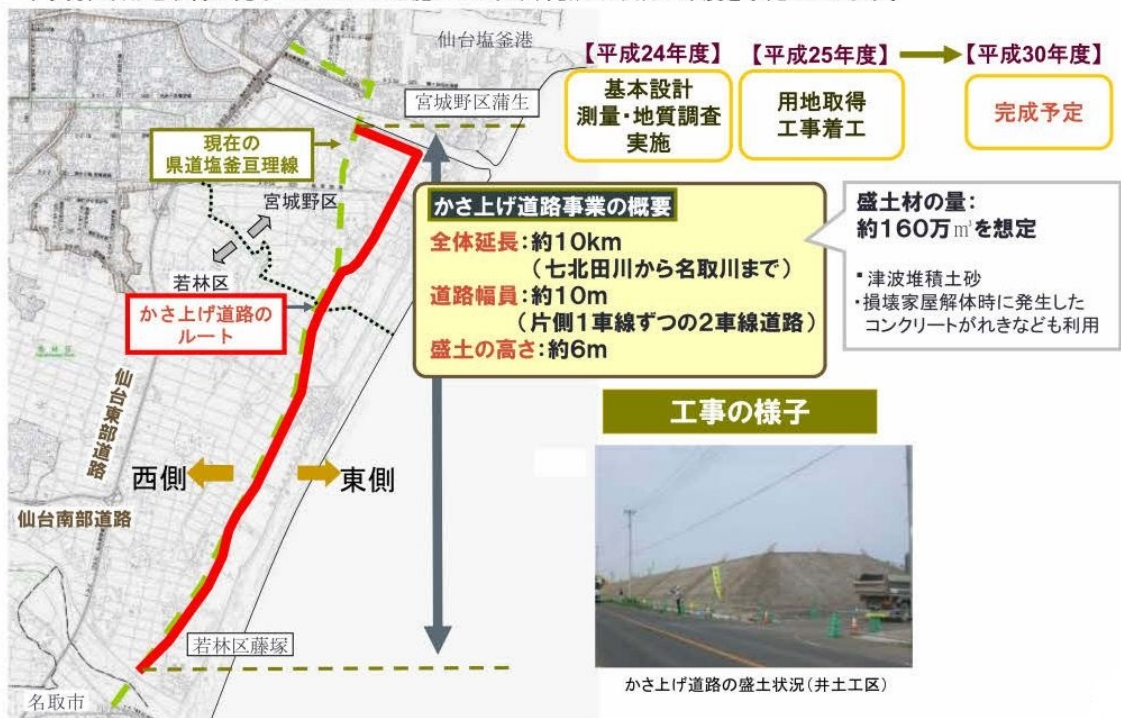 仙台塩釜港
宮城野区蒲生
現在の
県道塩釜亘理線
宮城野区
若林区
かさ上げ道路の
ルート
仙台東部道路
西側
東側
仙台南部道路
若林区藤塚
名取市
【平成24年度】
【平成25年度】
【平成30年度】
基本設計
測量・地質調査
実施
用地取得
工事着工
完成予定
かさ上げ道路事業の概要
全体延長:約10km
(七北田川から名取川まで)
道路幅員:約10m
(片側1車線ずつの2車線道路)
盛土の高さ:約6m
盛土材の量:
約160万㎥を想定
▪津波堆積土砂
・損壊家屋解体時に発生した
コンクリートがれきなども利用
工事の様子
かさ上げ道路の盛土状況(井土工区)